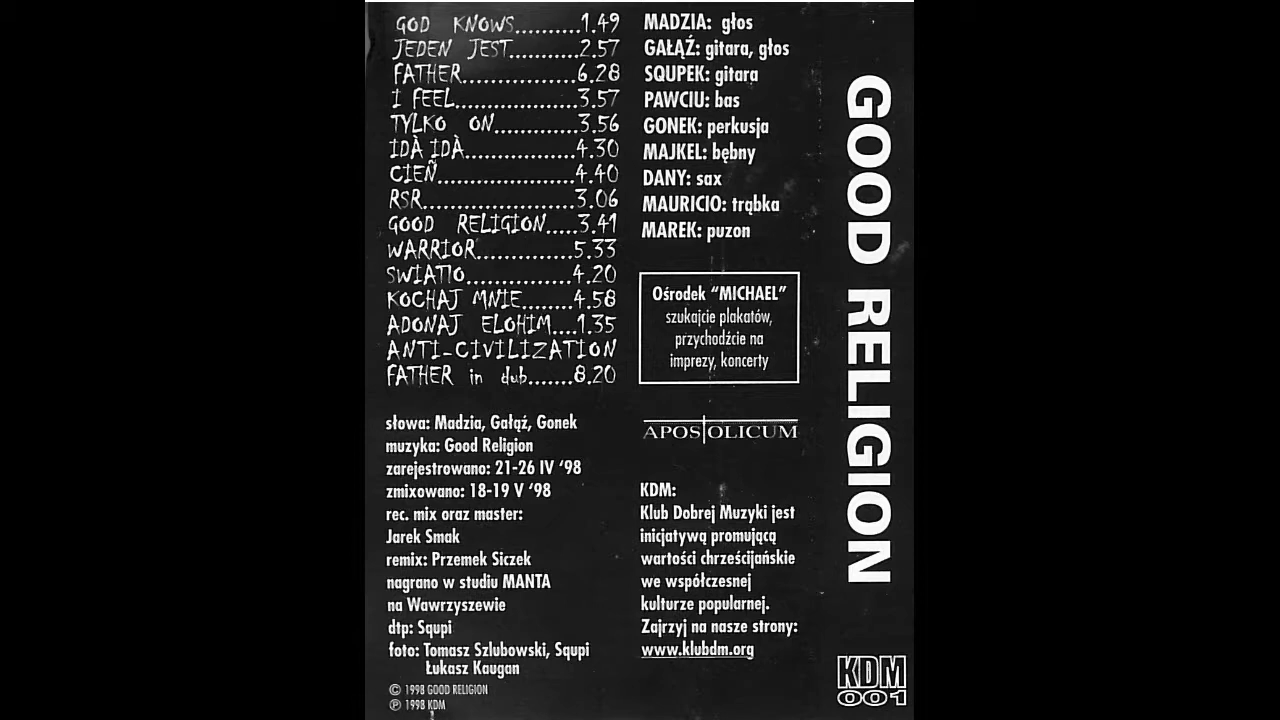 GOD KNOWS..........1.49
JEDEN JEST..........2.57
FATHER................6.28
I FEEL.................3.57
TYLKO ON............3.56
IDÀ IDÀ................4.30
CIEÑ....................4.40
RSR.....................3.06
GOOD RELIGION.....3.41
WARRIOR..............5.33
SWIATIO...............4.20
KOCHAJ MNIE.......4.58
ADONAJ ELOHIM....1.35
ANTI-CIVILIZATION
FATHER in dub.......8.20
słowa: Madzia, Gałąź, Gonek
muzyka: Good Religion
zarejestrowano: 21-26 IV ‘98
zmixowano: 18-19 V ‘98
rec. mix oraz master:
Jarek Smak
remix: Przemek Siczek
nagrano w studiu MANTA
na Wawrzyszewie
dtp: Squpi
foto: Tomasz Szlubowski, Squpi
Łukasz Kaugan
© 1998 GOOD RELIGION
℗ 1998 KDM
MADZIA: głos
GAŁĄŹ: gitara, głos
SQUPEK: gitara
PAWCIU: bas
GONEK: perkusja
MAJKEL: bębny
DANY: sax
MAURICIO: trąbka
MAREK: puzon
Ośrodek “MICHAEL”
szukajcie plakatów,
przychodźcie na
imprezy, koncerty
APOSTOLICUM
KDM:
Klub Dobrej Muzyki jest
inicjatywą promującą
wartości chrześcijańskie
we współczesnej
kulturze popularnej.
Zajrzyj na nasze strony:
www.klubdm.org
GOOD RELIGION
KDM
001